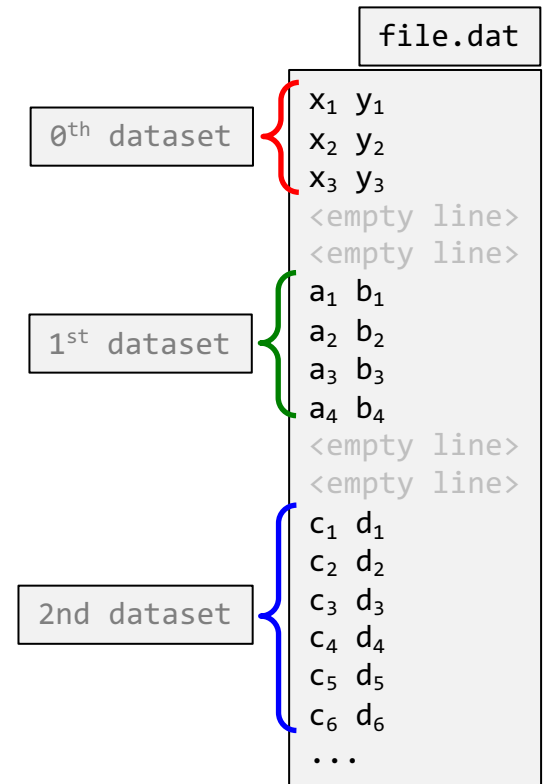 file.dat
0ᵗʰ dataset
x₁ y₁
x₂ y₂
x₃ y₃
<empty line>
<empty line>
1ˢᵗ dataset
a₁ b₁
a₂ b₂
a₃ b₃
a₄ b₄
<empty line>
<empty line>
2nd dataset
c₁ d₁
c₂ d₂
c₃ d₃
c₄ d₄
c₅ d₅
c₆ d₆
...